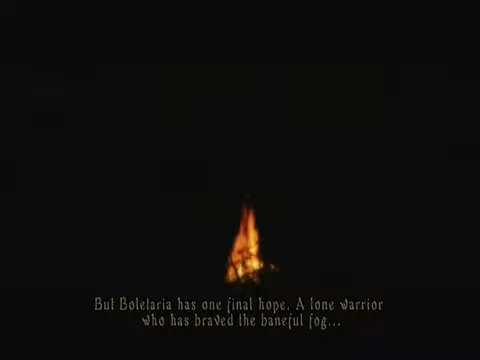 But Boletaria has one final hope. A lone warrior
who has braved the baneful fog...